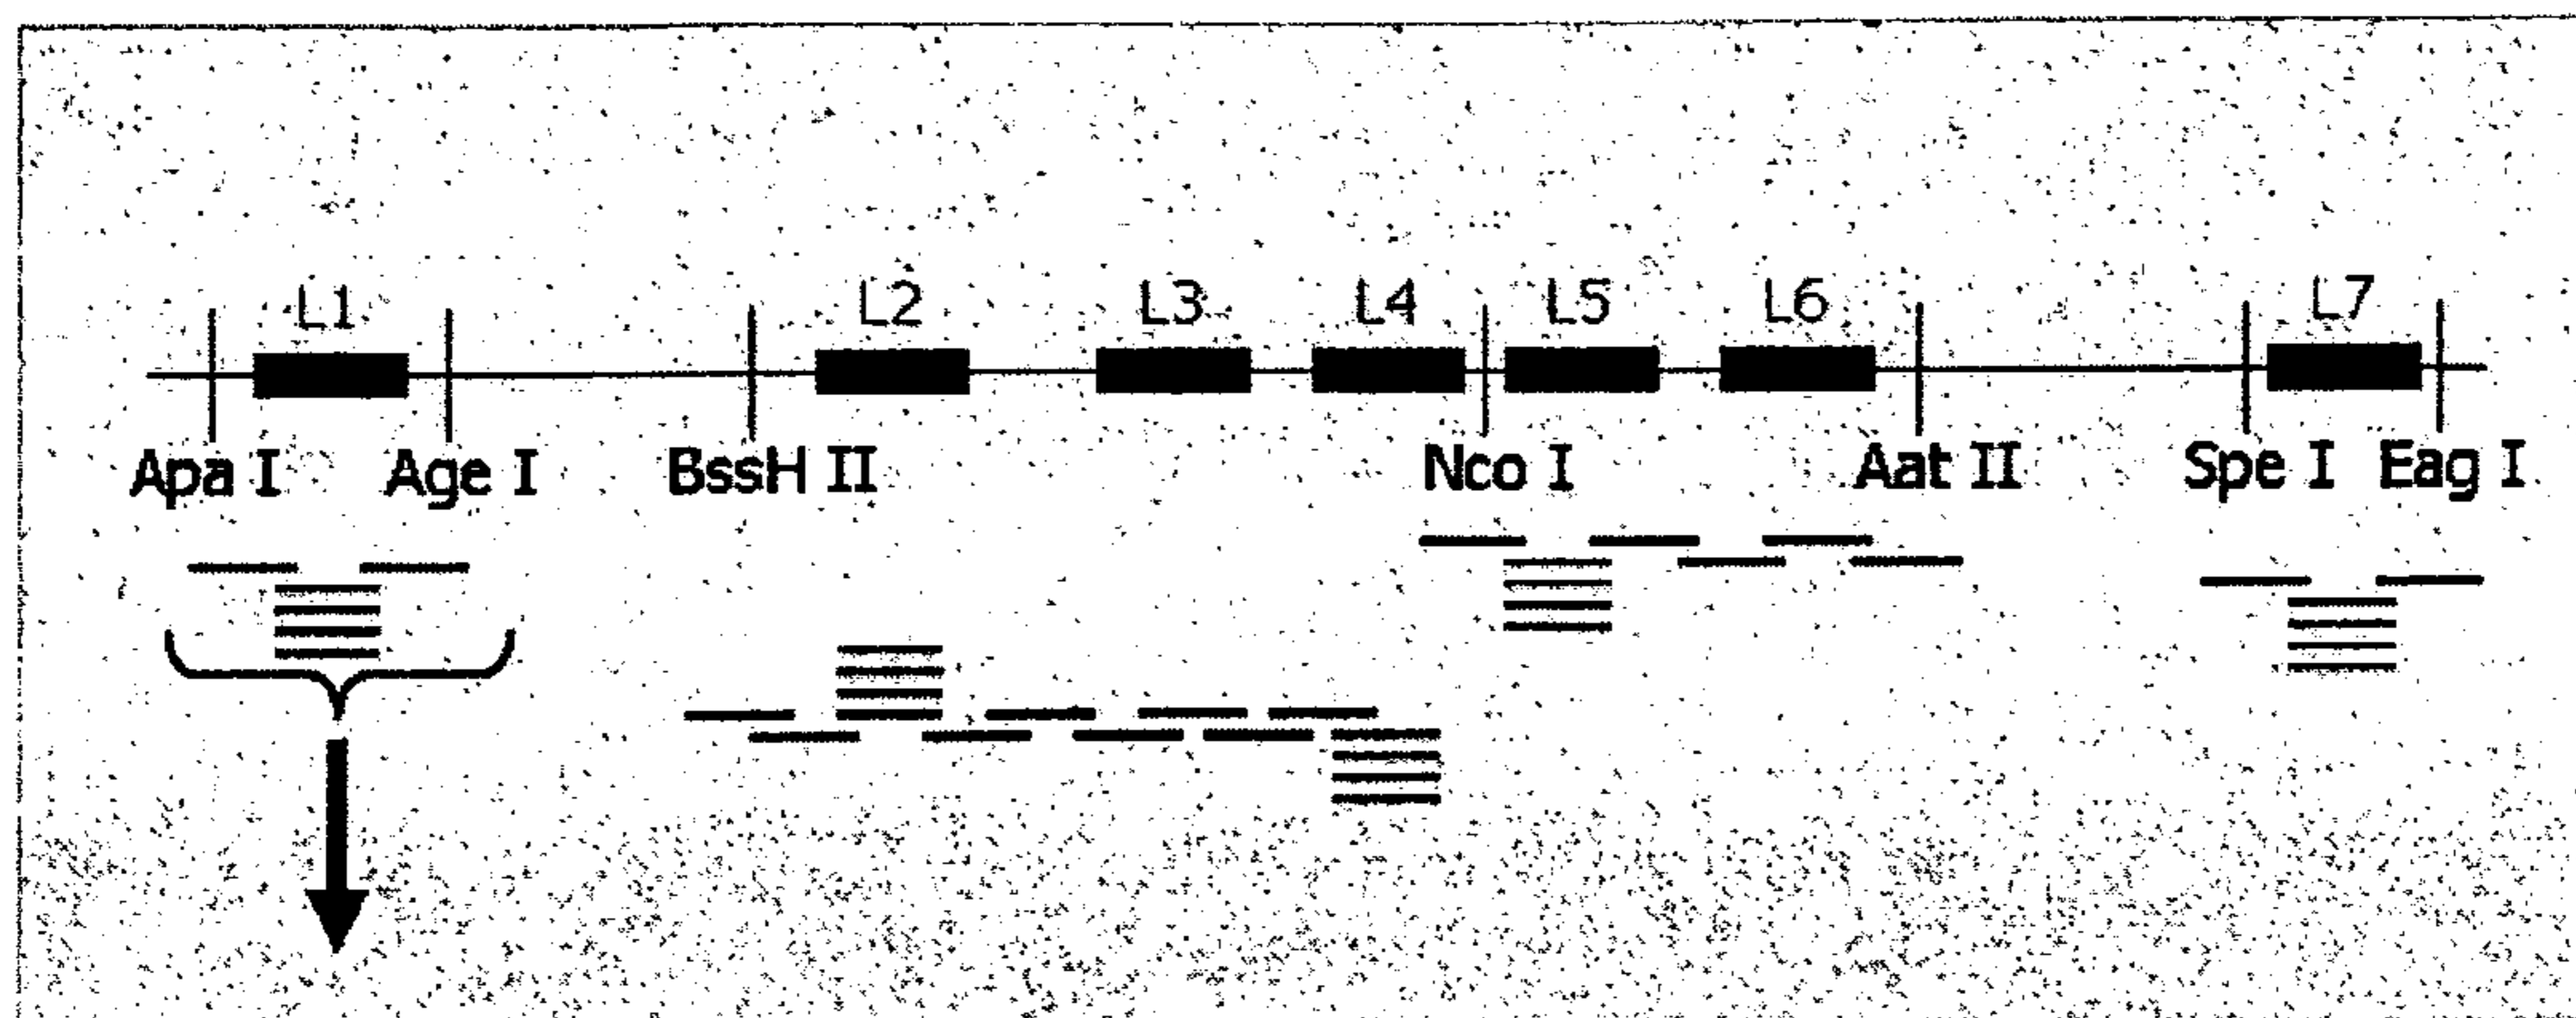 L1 L2 L3 L4 L5 L6 L7
Apa I Age I BssH II Nco I Aat II Spe I Eag I